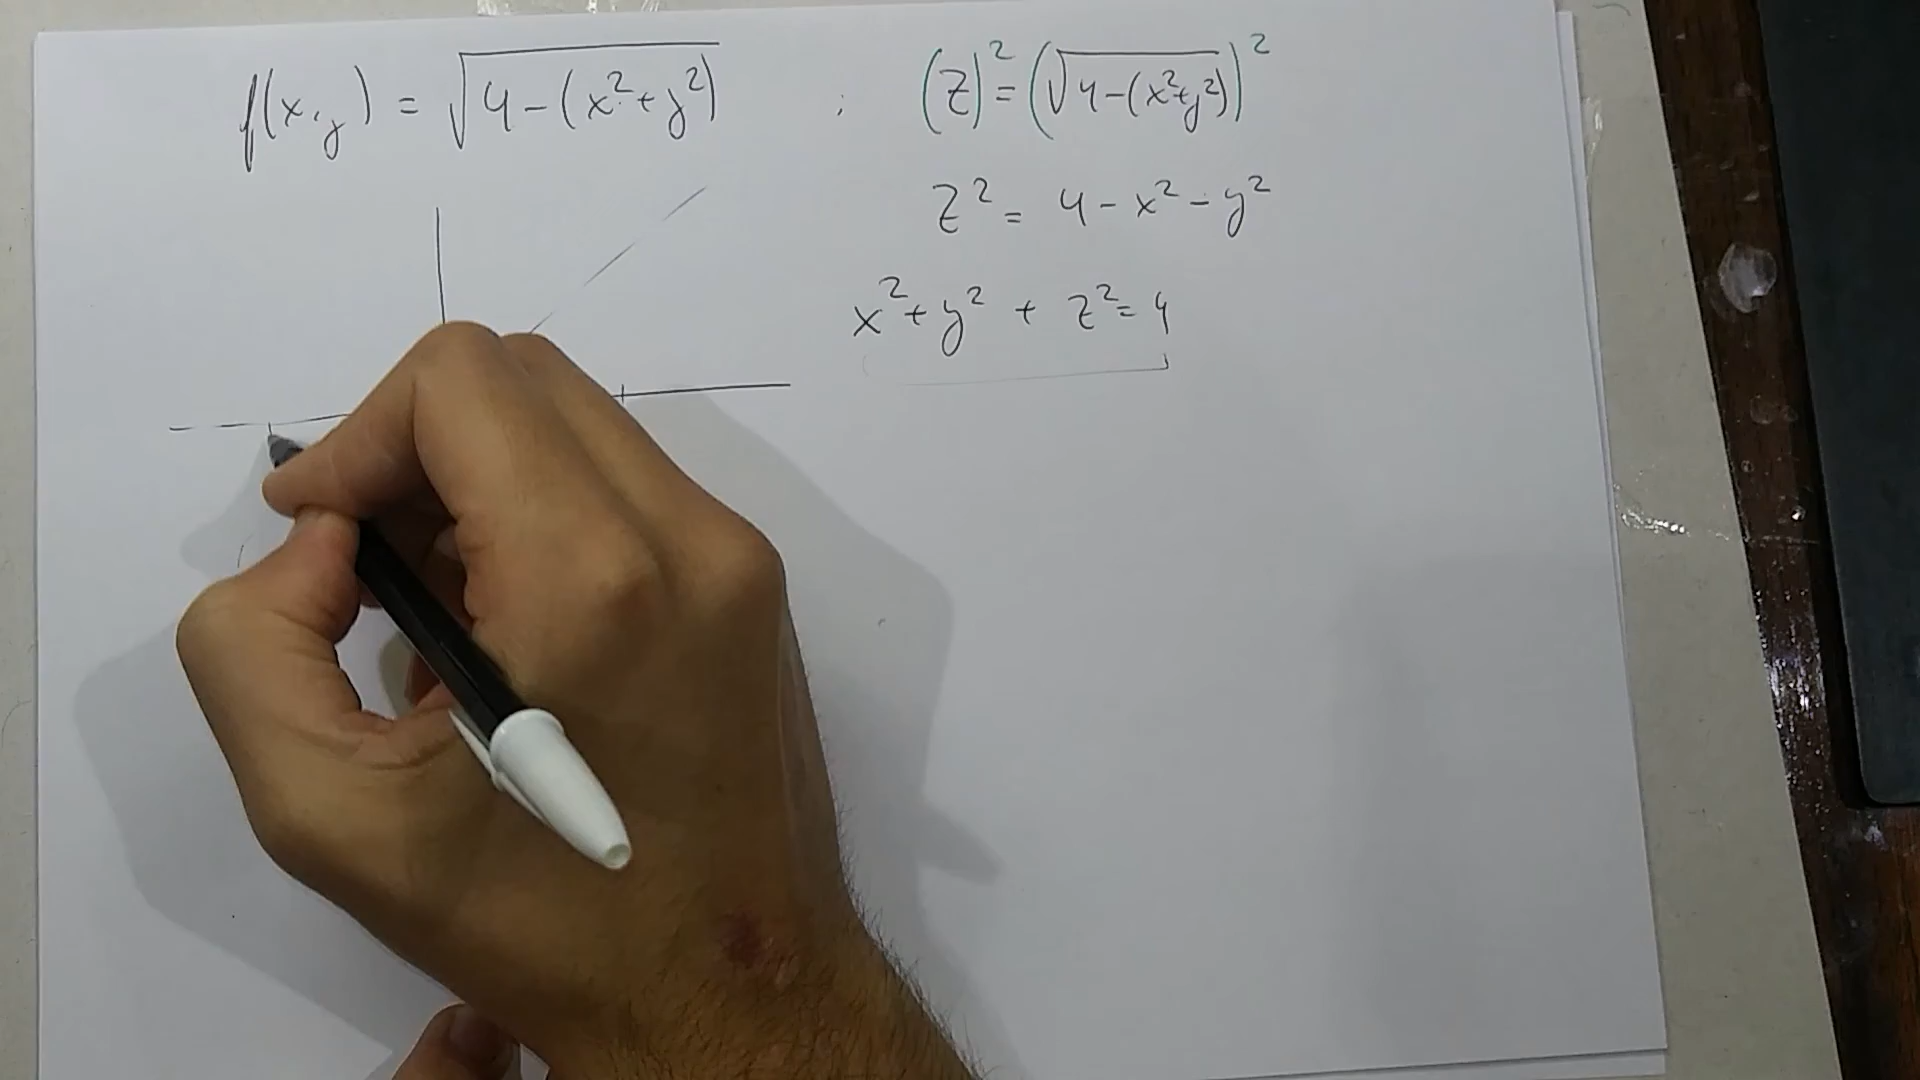 f(x,y) = √(4-(x²+y²)) ; (z)² = (√(4-(x²+y²)))²
z² = 4 - x² - y²
x² + y² + z² = 4